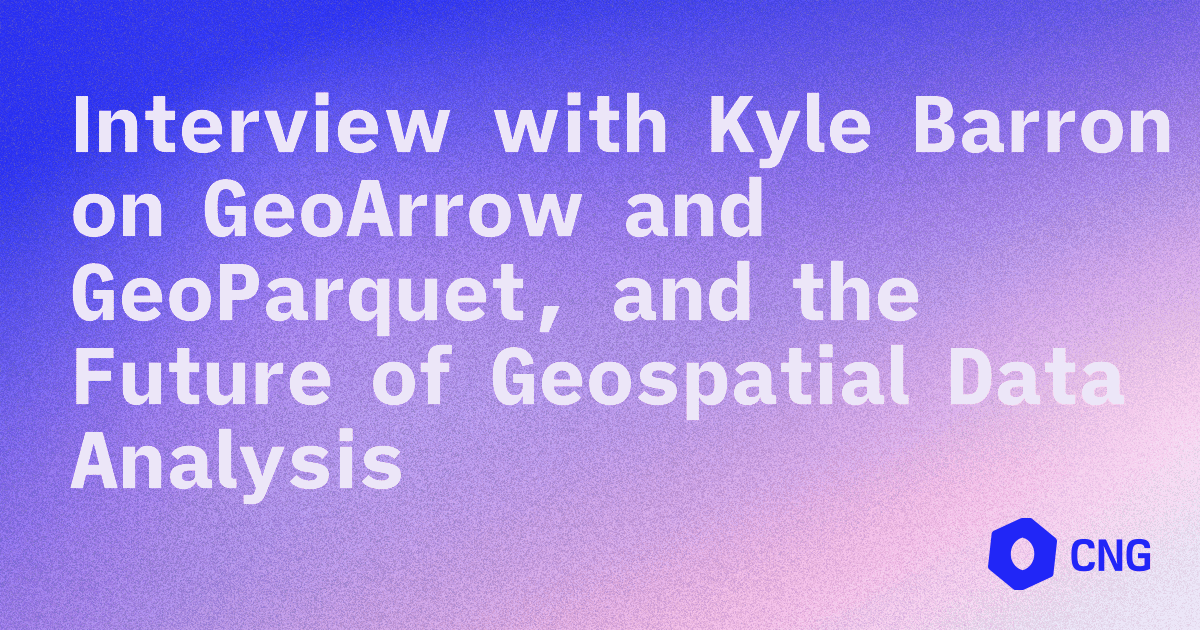 Interview with Kyle Barron
on GeoArrow and
GeoParquet, and the
Future of Geospatial Data
Analysis
CNG